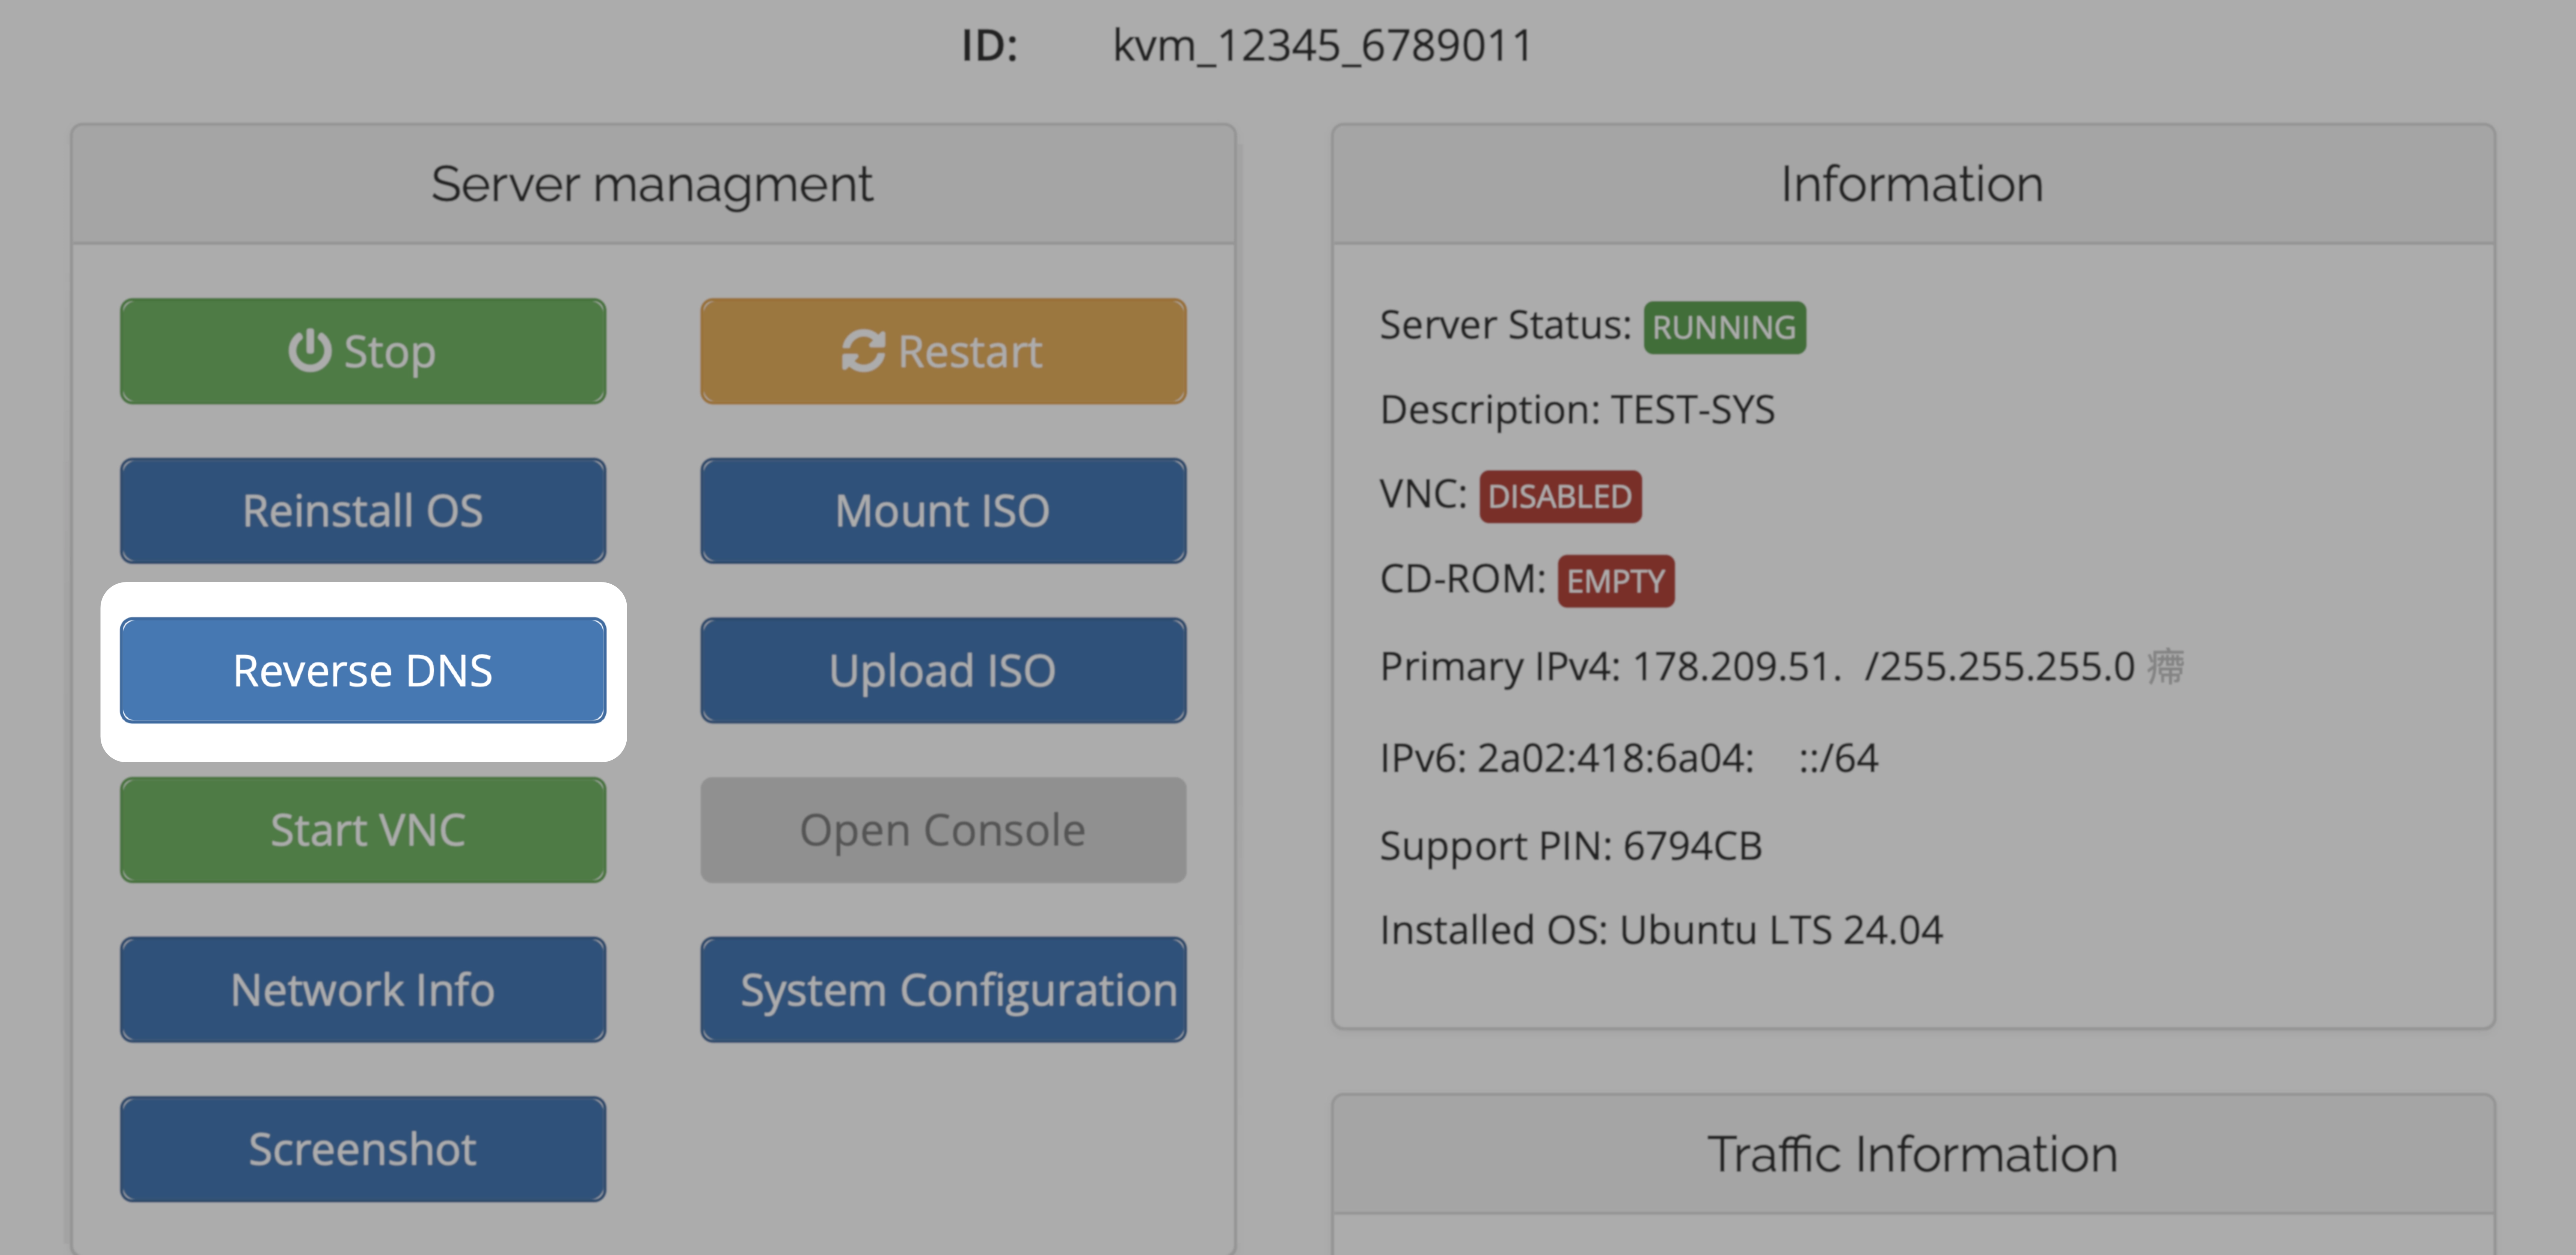 ID: kvm_12345_6789011
Server managment
Stop
Restart
Reinstall OS
Mount ISO
Reverse DNS
Upload ISO
Start VNC
Open Console
Network Info
System Configuration
Screenshot
Information
Server Status: RUNNING
Description: TEST-SYS
VNC: DISABLED
CD-ROM: EMPTY
Primary IPv4: 178.209.51. /255.255.255.0
IPv6: 2a02:418:6a04: ::/64
Support PIN: 6794CB
Installed OS: Ubuntu LTS 24.04
Traffic Information